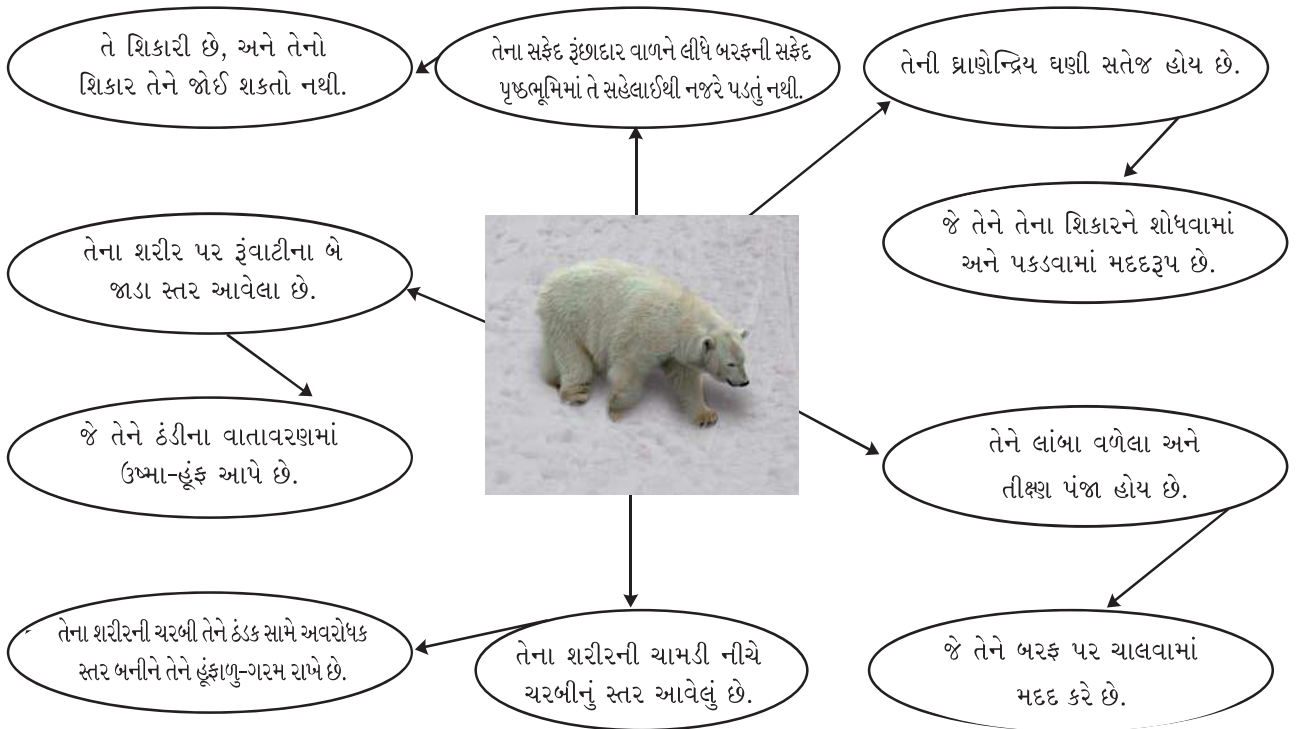 તે શિકારી છે, અને તેનો
શિકાર તેને જોઈ શકતો નથી.
તેના સફેદ રૂંછાદાર વાળને લીધે બરફની સફેદ
પૃષ્ઠભૂમિમાં તે સહેલાઈથી નજરે પડતું નથી.
તેની ઘ્રાણેન્દ્રિય ઘણી સતેજ હોય છે.
જે તેને તેના શિકારને શોધવામાં
અને પકડવામાં મદદરૂપ છે.
તેના શરીર પર રૂંવાટીના બે
જાડા સ્તર આવેલા છે.
જે તેને ઠંડીના વાતાવરણમાં
ઉષ્મા-હૂંફ આપે છે.
તેને લાંબા વળેલા અને
તીક્ષ્ણ પંજા હોય છે.
તેના શરીરની ચરબી તેને ઠંડક સામે અવરોધક
સ્તર બનીને તેને હૂંફાળુ-ગરમ રાખે છે.
તેના શરીરની ચામડી નીચે
ચરબીનું સ્તર આવેલું છે.
જે તેને બરફ પર ચાલવામાં
મદદ કરે છે.